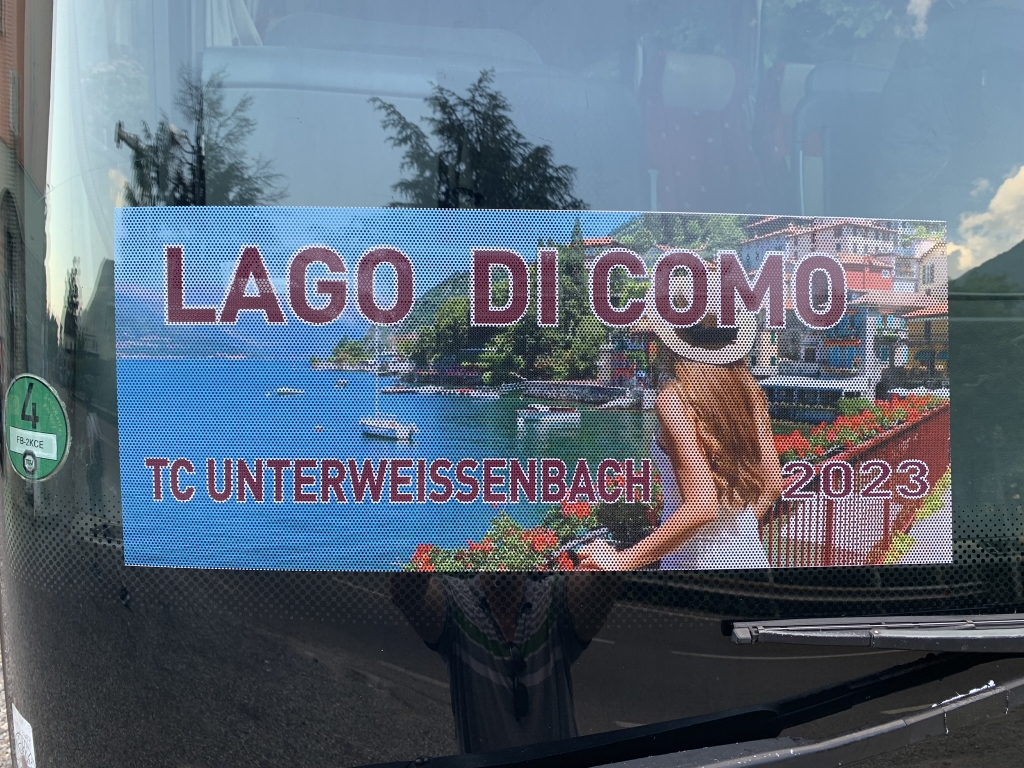 LAGO DI COMO
TC UNTERWEISSENBACH 2023
4
FB-2KCE